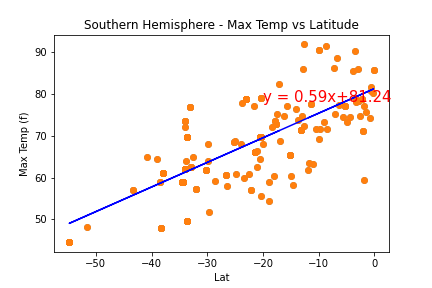 Southern Hemisphere - Max Temp vs Latitude
90
80
70
60
50
Max Temp (f)
y = 0.59x+81.24
−50
−40
−30
−20
−10
0
Lat